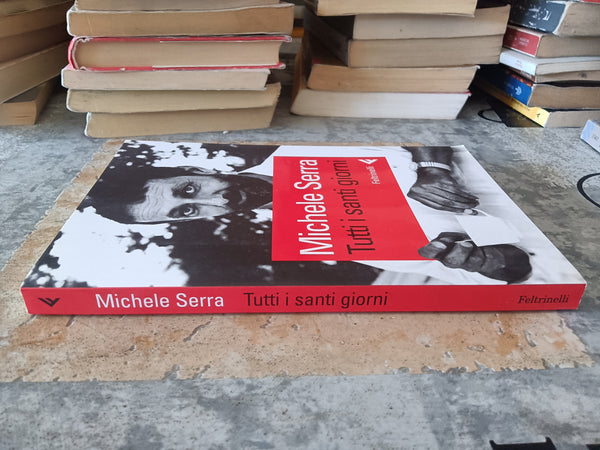 Michele Serra
Tutti i santi giorni
Feltrinelli
Michele Serra Tutti i santi giorni Feltrinelli